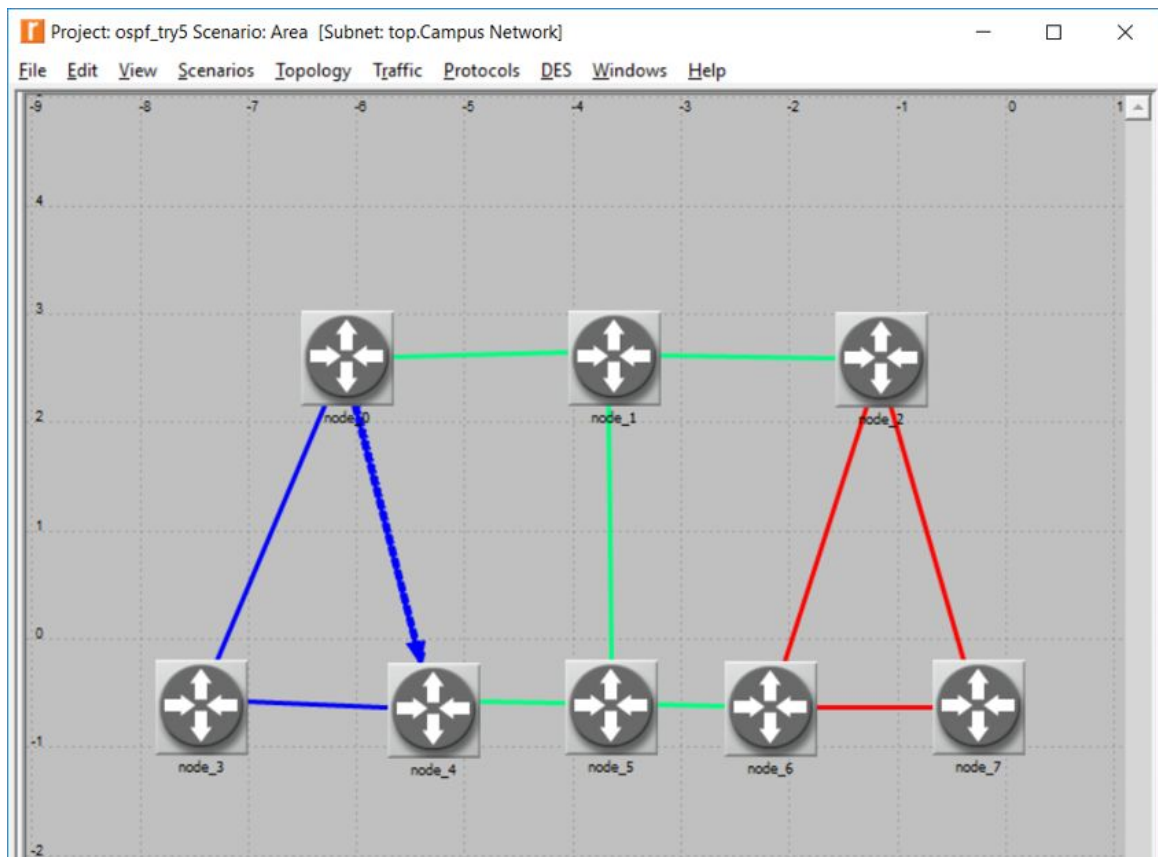 Project: ospf_try5 Scenario: Area [Subnet: top.Campus Network]
File Edit View Scenarios Topology Traffic Protocols DES Windows Help
-9 -8 -7 -6 -5 -4 -3 -2 -1 0 1
4
3
node_0 node_1 node_2
2
1
0
-1
node_3 node_4 node_5 node_6 node_7
-2